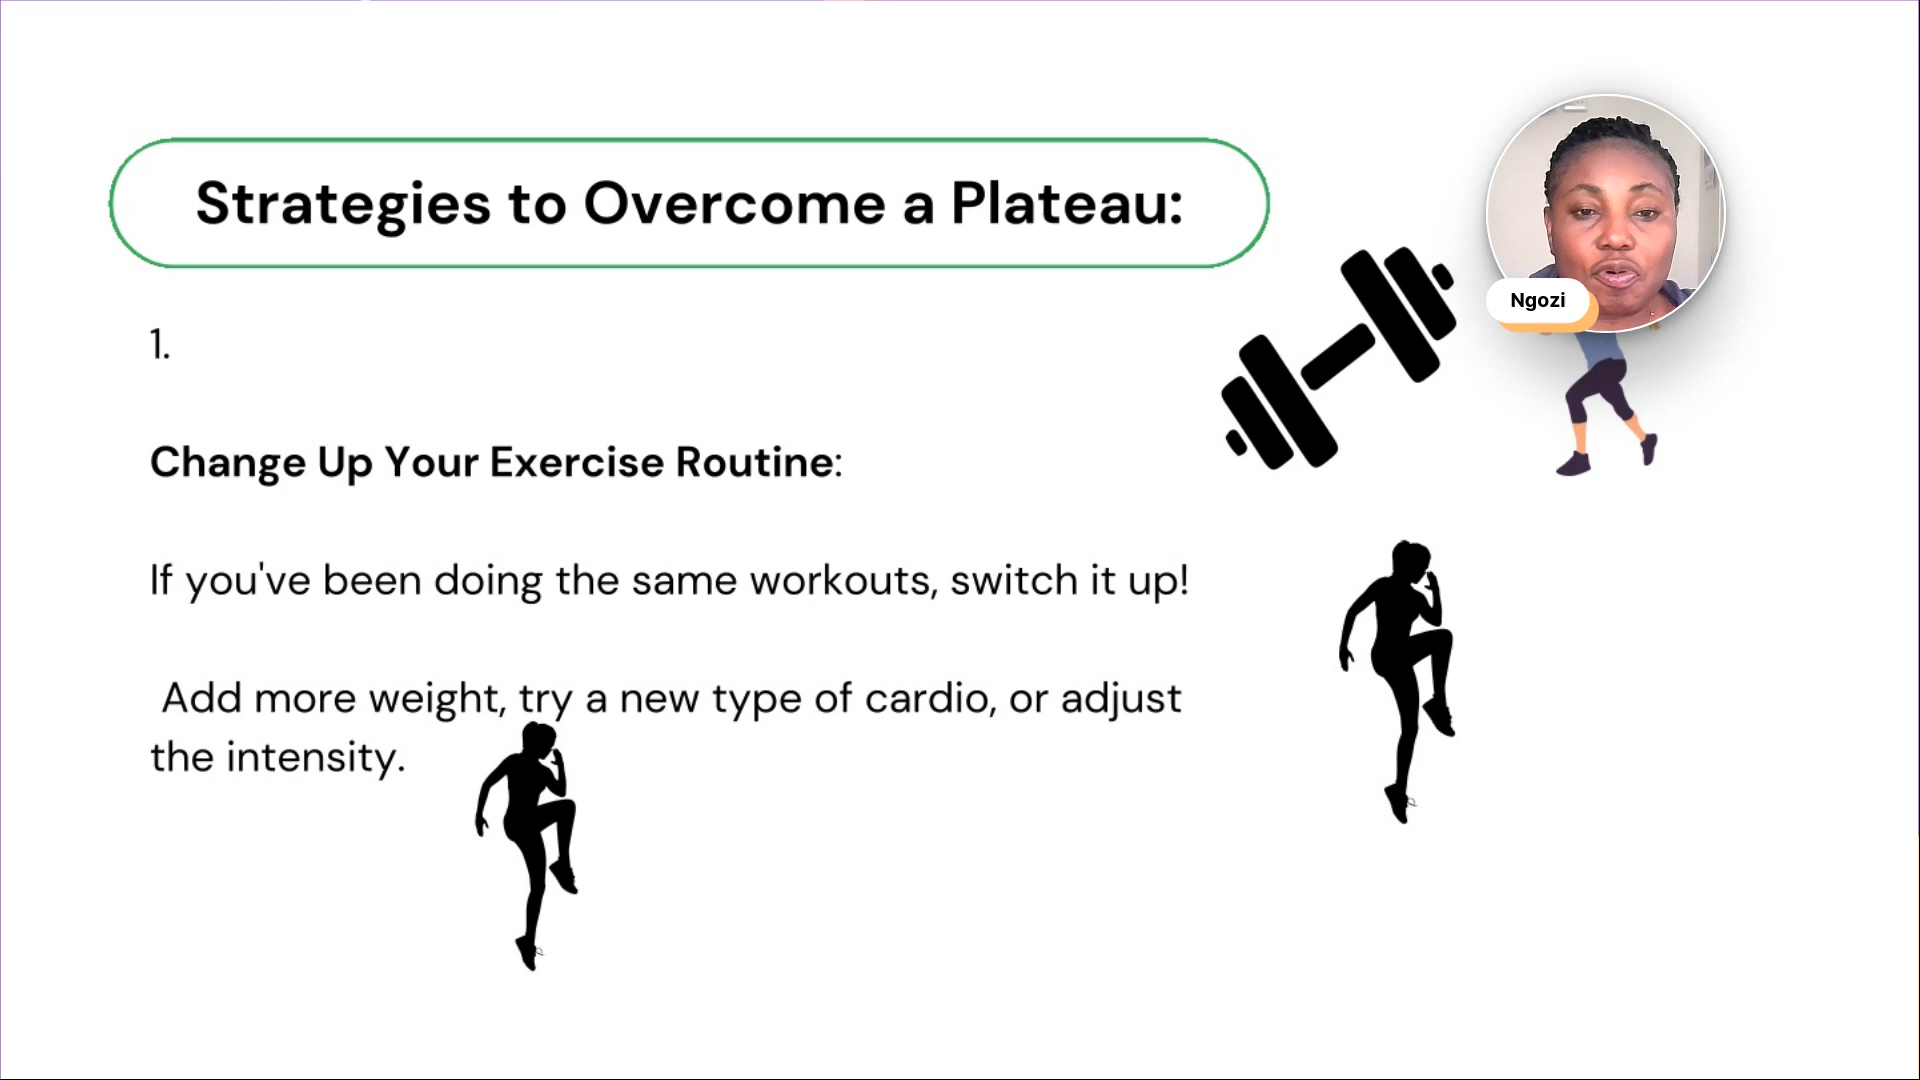 Strategies to Overcome a Plateau:
Ngozi
1.
Change Up Your Exercise Routine:
If you've been doing the same workouts, switch it up!
Add more weight, try a new type of cardio, or adjust
the intensity.